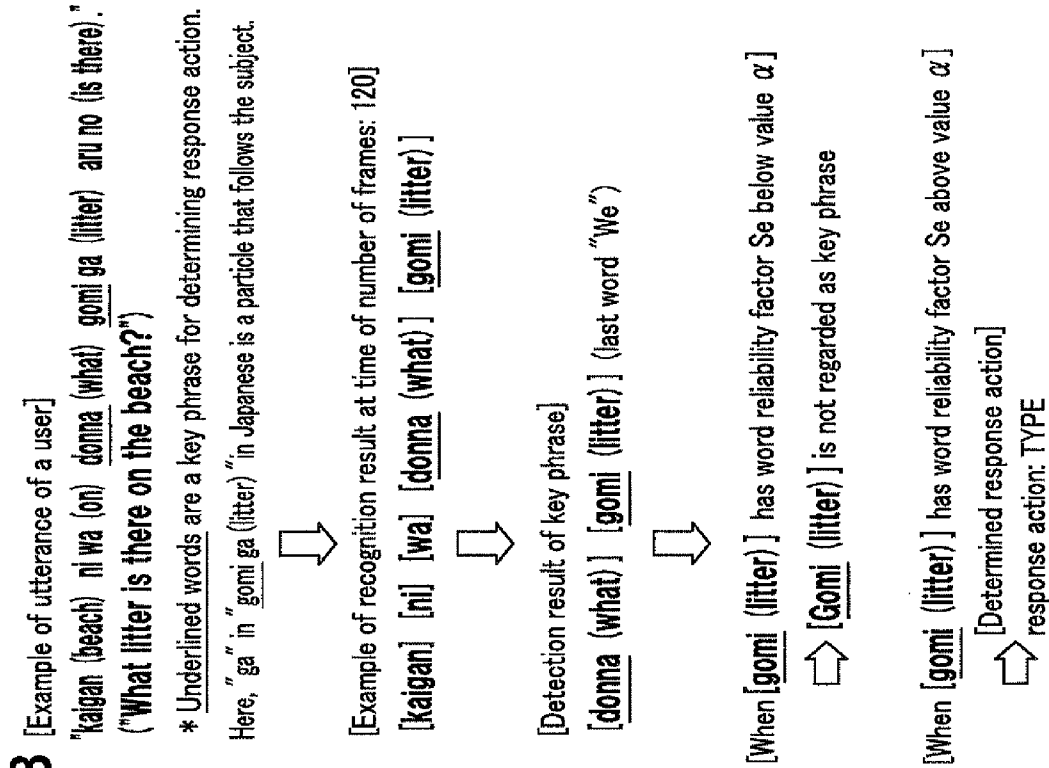 3
[Example of utterance of a user]
"kaigan (beach) ni wa (on) donna (what) gomi ga (litter) aru no (is there)."
("What litter is there on the beach?")
* Underlined words are a key phrase for determining response action.
Here, "ga" in "gomi ga (litter)" in Japanese is a particle that follows the subject.
[Example of recognition result at time of number of frames: 120]
[kaigan] [ni] [wa] [donna (what)] [gomi (litter)]
[Detection result of key phrase]
[donna (what)] [gomi (litter)] (last word "We")
[When [gomi (litter)] has word reliability factor Se below value α]
[Gomi (litter)] is not regarded as key phrase
[When [gomi (litter)] has word reliability factor Se above value α]
[Determined response action]
response action: TYPE